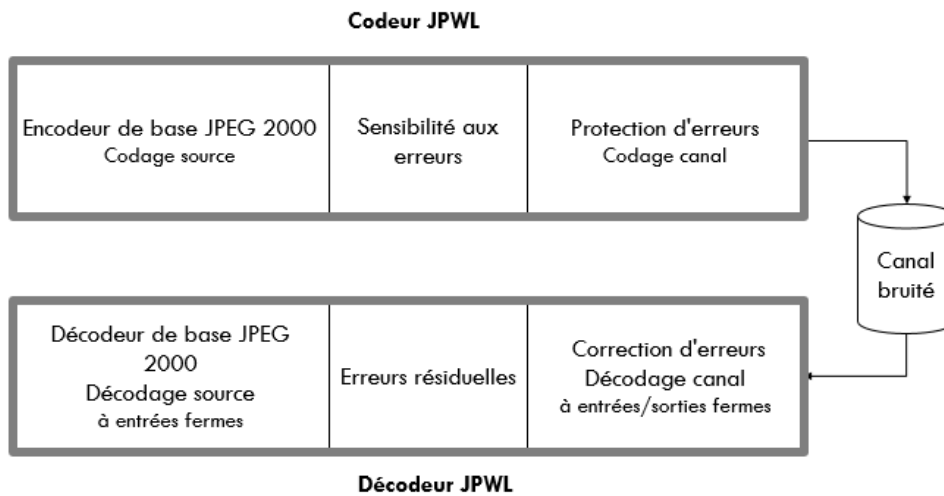 Codeur JPWL
Encodeur de base JPEG 2000
Codage source
Sensibilité aux
erreurs
Protection d'erreurs
Codage canal
Canal
bruité
Décodeur de base JPEG
2000
Décodage source
à entrées fermes
Erreurs résiduelles
Correction d'erreurs
Décodage canal
à entrées/sorties fermes
Décodeur JPWL